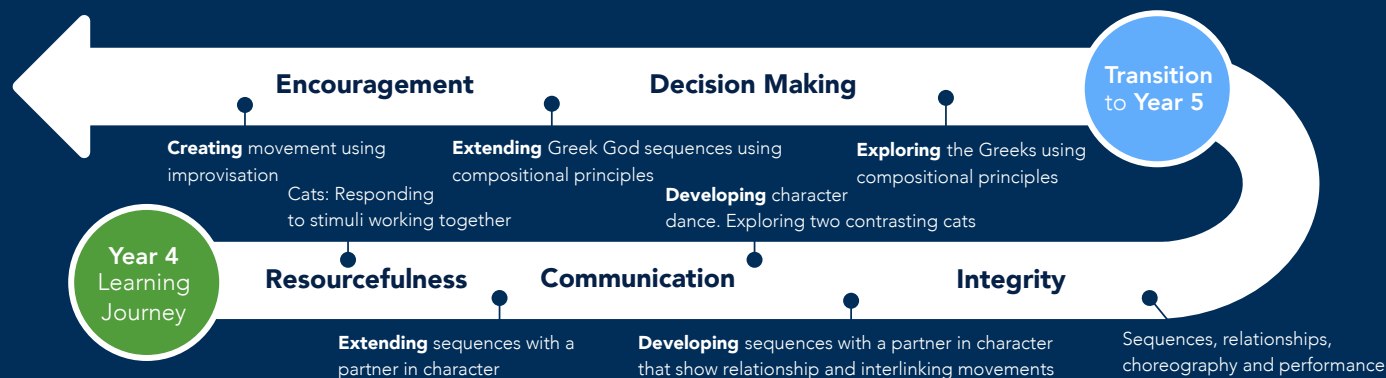 Encouragement
Decision Making
Transition
to Year 5
Creating movement using
improvisation
Extending Greek God sequences using
compositional principles
Exploring the Greeks using
compositional principles
Cats: Responding
to stimuli working together
Developing character
dance. Exploring two contrasting cats
Year 4
Learning
Journey
Resourcefulness
Communication
Integrity
Extending sequences with a
partner in character
Developing sequences with a partner in character
that show relationship and interlinking movements
Sequences, relationships,
choreography and performance